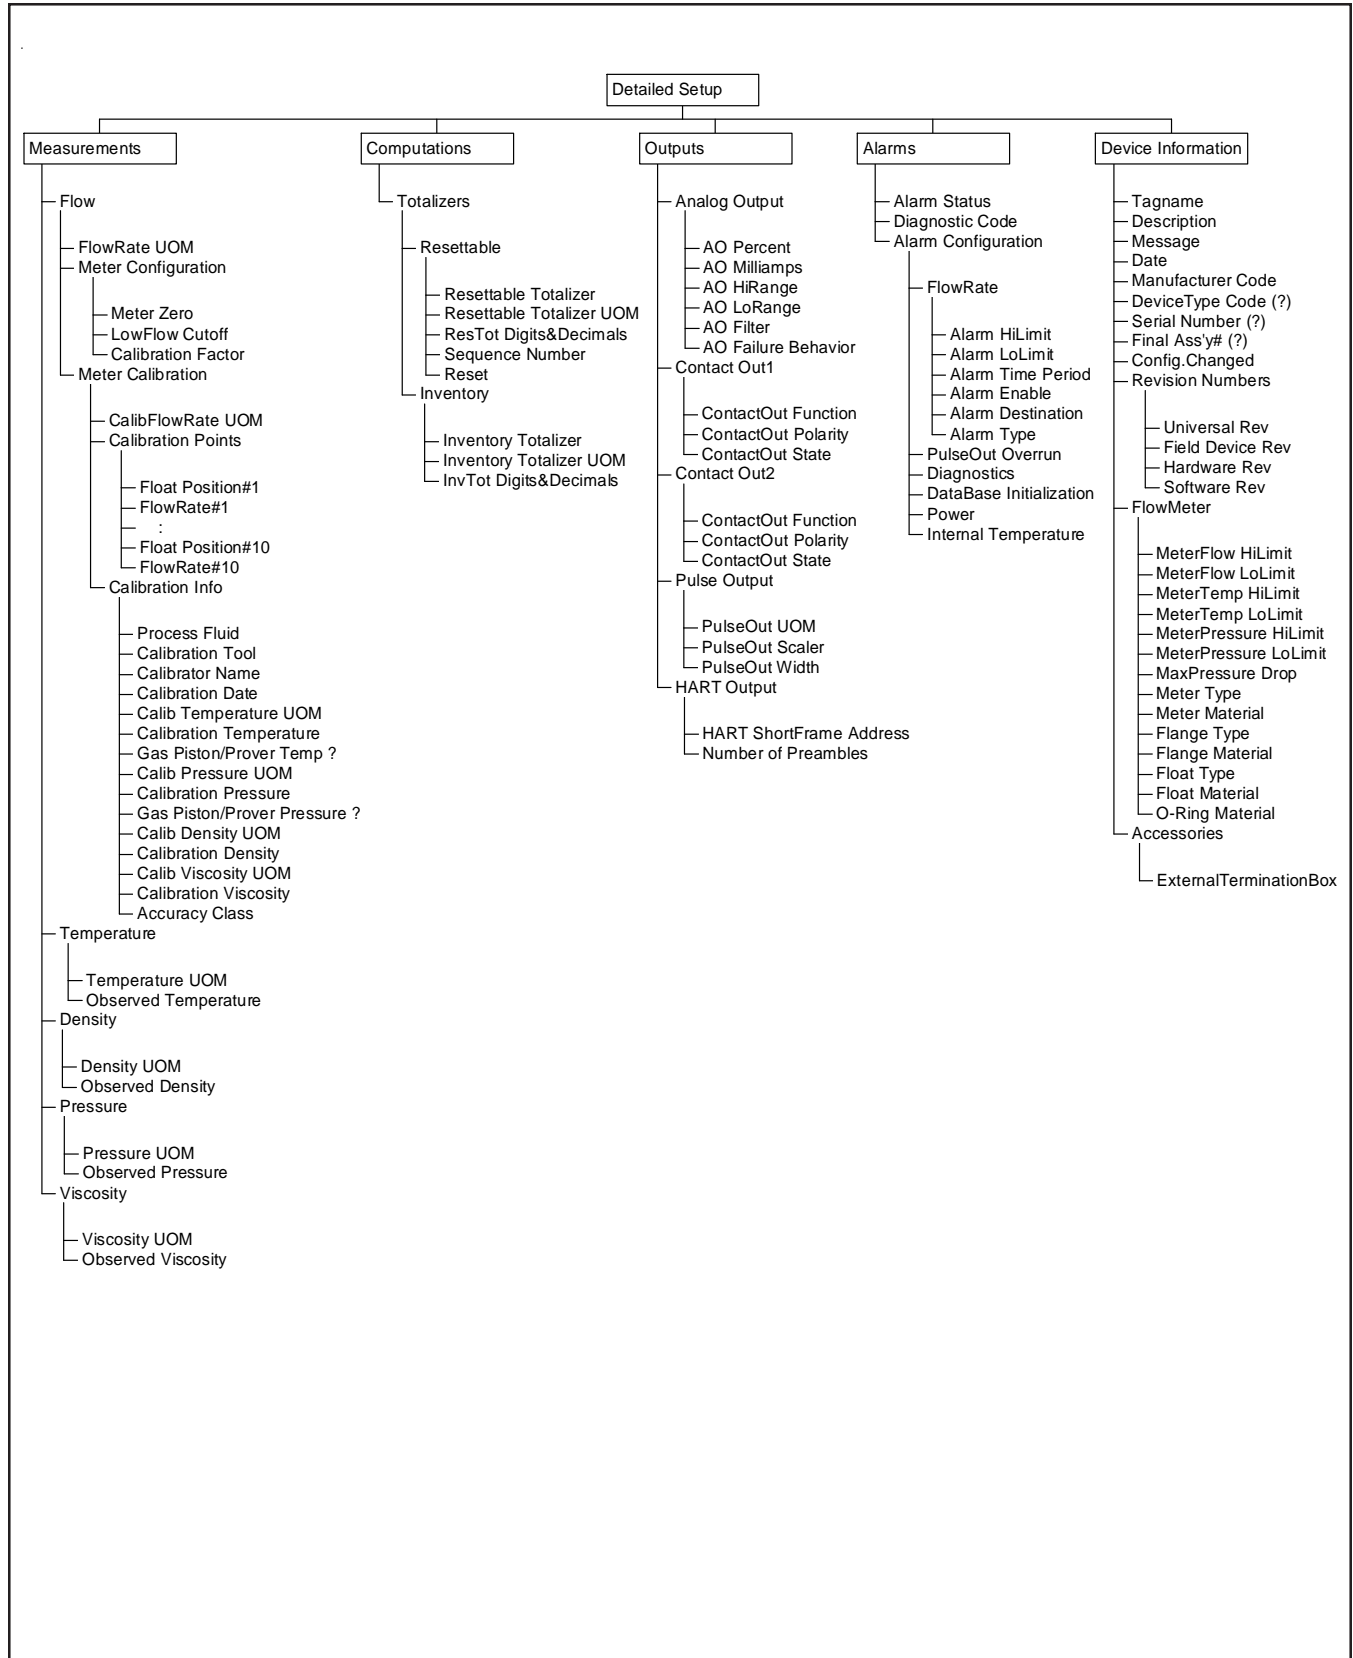 Detailed Setup
Measurements
Flow
FlowRate UOM
Meter Configuration
Meter Zero
LowFlow Cutoff
Calibration Factor
Meter Calibration
CalibFlowRate UOM
Calibration Points
Float Position#1
FlowRate#1
:
Float Position#10
FlowRate#10
Calibration Info
Process Fluid
Calibration Tool
Calibrator Name
Calibration Date
Calib Temperature UOM
Calibration Temperature
Gas Piston/Prover Temp ?
Calib Pressure UOM
Calibration Pressure
Gas Piston/Prover Pressure ?
Calib Density UOM
Calibration Density
Calib Viscosity UOM
Calibration Viscosity
Accuracy Class
Temperature
Temperature UOM
Observed Temperature
Density
Density UOM
Observed Density
Pressure
Pressure UOM
Observed Pressure
Viscosity
Viscosity UOM
Observed Viscosity
Computations
Totalizers
Resettable
Resettable Totalizer
Resettable Totalizer UOM
ResTot Digits&Decimals
Sequence Number
Reset
Inventory
Inventory Totalizer
Inventory Totalizer UOM
InvTot Digits&Decimals
Outputs
Analog Output
AO Percent
AO Milliamps
AO HiRange
AO LoRange
AO Filter
AO Failure Behavior
Contact Out1
ContactOut Function
ContactOut Polarity
ContactOut State
Contact Out2
ContactOut Function
ContactOut Polarity
ContactOut State
Pulse Output
PulseOut UOM
PulseOut Scaler
PulseOut Width
HART Output
HART ShortFrame Address
Number of Preambles
Alarms
Alarm Status
Diagnostic Code
Alarm Configuration
FlowRate
Alarm HiLimit
Alarm LoLimit
Alarm Time Period
Alarm Enable
Alarm Destination
Alarm Type
PulseOut Overrun
Diagnostics
DataBase Initialization
Power
Internal Temperature
Device Information
Tagname
Description
Message
Date
Manufacturer Code
DeviceType Code (?)
Serial Number (?)
Final Ass'y# (?)
Config.Changed
Revision Numbers
Universal Rev
Field Device Rev
Hardware Rev
Software Rev
FlowMeter
MeterFlow HiLimit
MeterFlow LoLimit
MeterTemp HiLimit
MeterTemp LoLimit
MeterPressure HiLimit
MeterPressure LoLimit
MaxPressure Drop
Meter Type
Meter Material
Flange Type
Flange Material
Float Type
Float Material
O-Ring Material
Accessories
ExternalTerminationBox